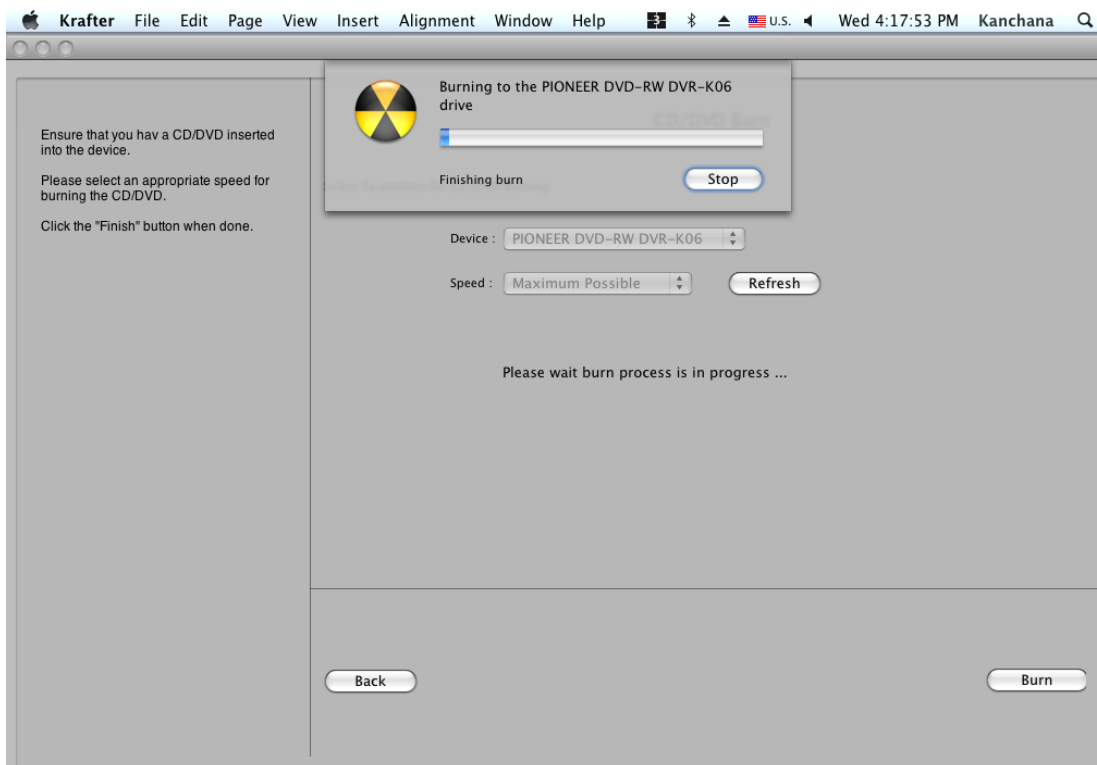 Krafter File Edit Page View Insert Alignment Window Help U.S. Wed 4:17:53 PM Kanchana
Burning to the PIONEER DVD-RW DVR-K06
drive
CD/DVD Burn
Finishing burn
Stop
Ensure that you hav a CD/DVD inserted
into the device.
Please select an appropriate speed for
burning the CD/DVD.
Click the "Finish" button when done.
Device : PIONEER DVD-RW DVR-K06
Speed : Maximum Possible Refresh
Please wait burn process is in progress ...
Back Burn